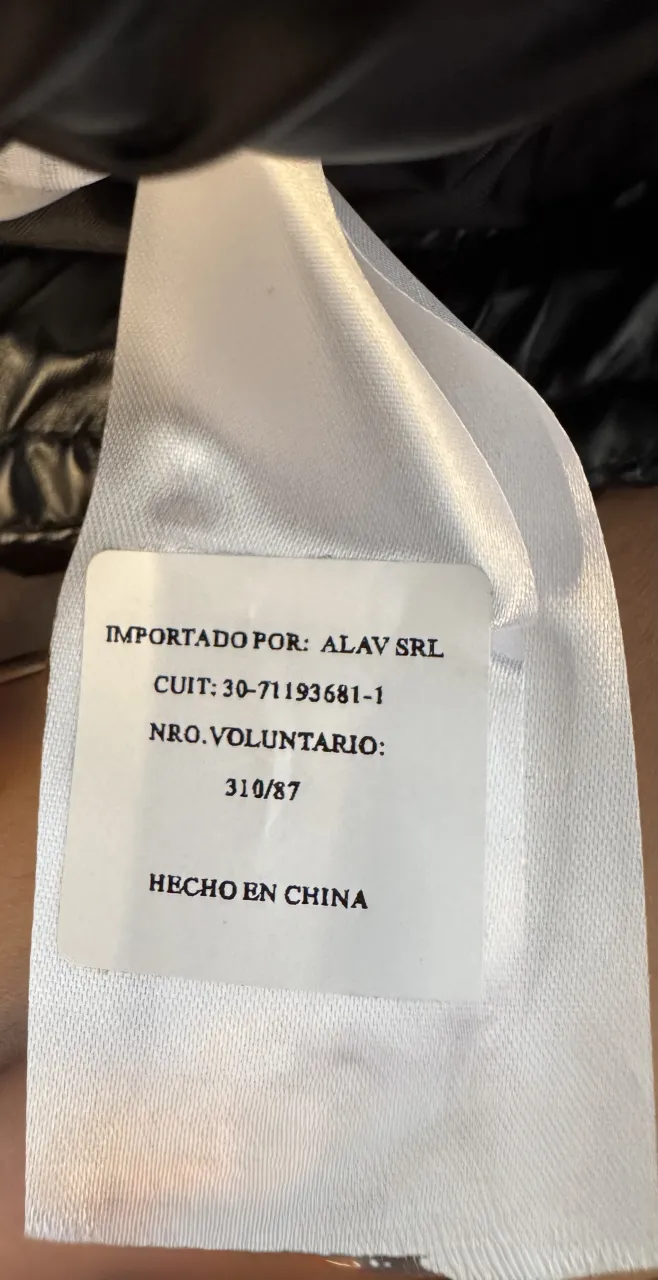 IMPORTADO POR: ALAV SRL
CUIT: 30-71193681-1
NRO.VOLUNTARIO:
310/87
HECHO EN CHINA